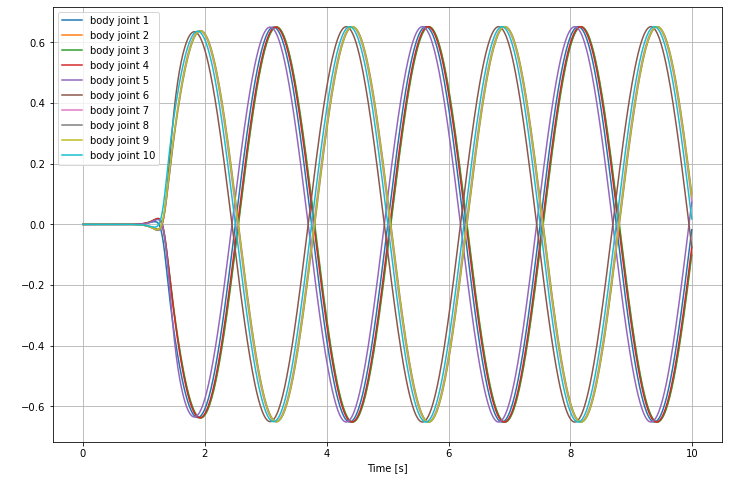 body joint 1
body joint 2
body joint 3
body joint 4
body joint 5
body joint 6
body joint 7
body joint 8
body joint 9
body joint 10
0.6
0.4
0.2
0.0
−0.2
−0.4
−0.6
0 2 4 6 8 10
Time [s]